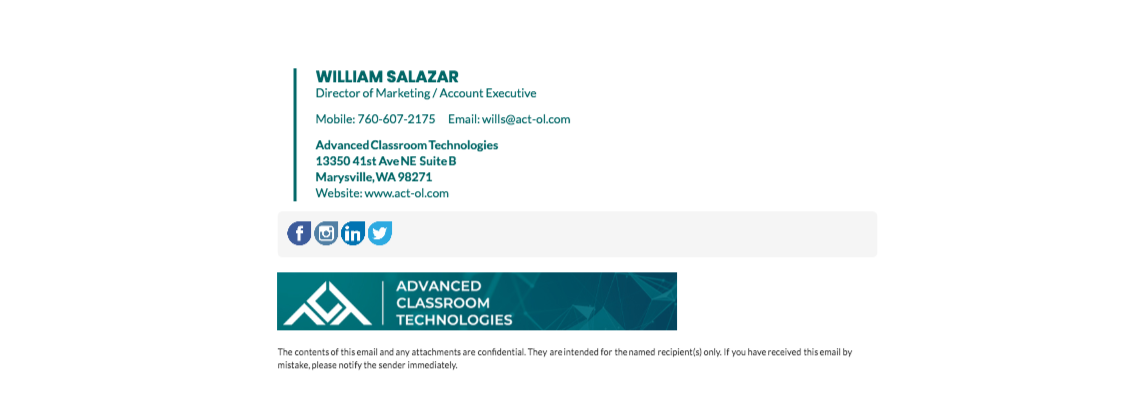 WILLIAM SALAZAR
Director of Marketing / Account Executive
Mobile: 760-607-2175 Email: wills@act-ol.com
Advanced Classroom Technologies
13350 41st Ave NE Suite B
Marysville, WA 98271
Website: www.act-ol.com
f in
ADVANCED
CLASSROOM
TECHNOLOGIES
The contents of this email and any attachments are confidential. They are intended for the named recipient(s) only. If you have received this email by
mistake, please notify the sender immediately.